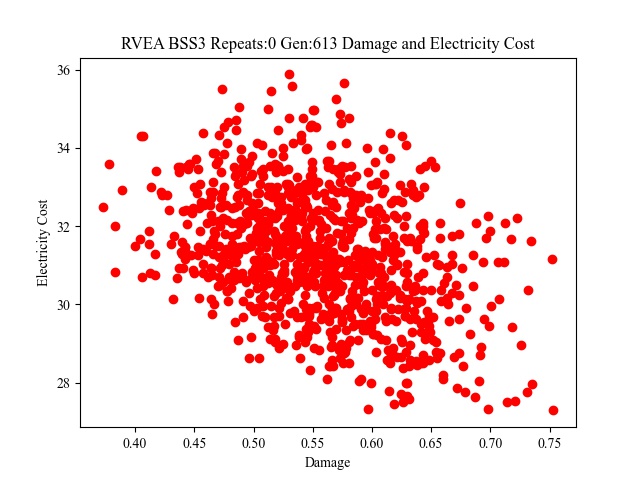 RVEA BSS3 Repeats:0 Gen:613 Damage and Electricity Cost
36
34
32
30
28
Electricity Cost
0.40 0.45 0.50 0.55 0.60 0.65 0.70 0.75
Damage